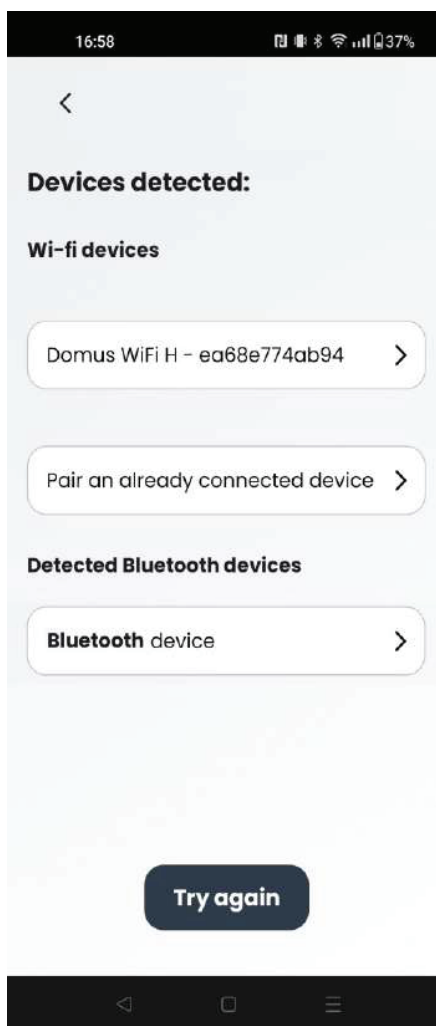 16:58 37%
Devices detected:
Wi-fi devices
Domus WiFi H - ea68e774ab94
Pair an already connected device
Detected Bluetooth devices
Bluetooth device
Try again